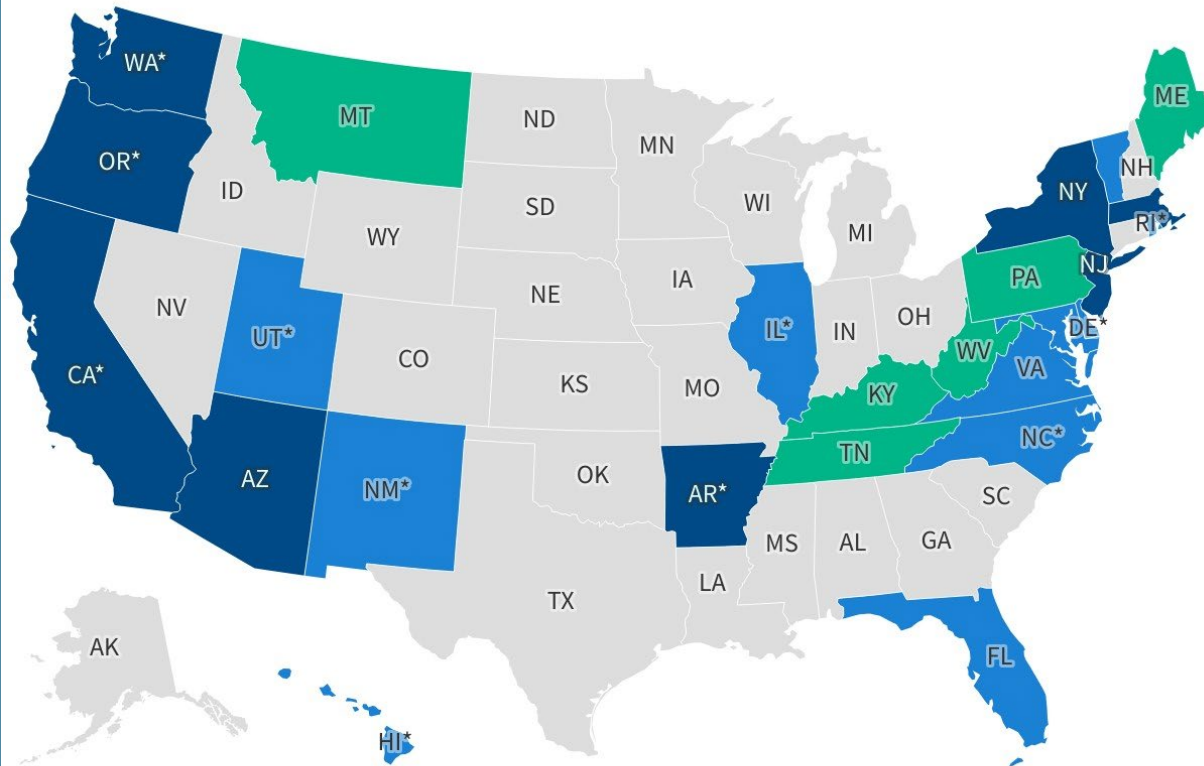 WA*
ME
MT
ND
MN
OR*
NH
ID
NY
WI
SD
RI*
MI
WY
NJ
IA
PA
NE
NV
OH
DE*
IL*
IN
UT*
WV
CO
VA
CA*
KS
MO
KY
NC*
TN
OK
AZ
NM*
AR*
SC
MS
AL
GA
LA
TX
AK
FL
HI*